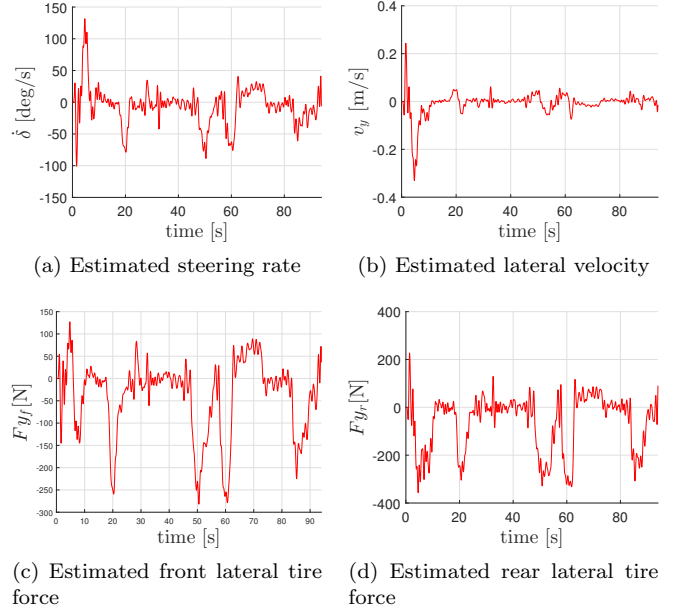 150
100
50
0
-50
-100
-150
δ̇ [deg/s]
0 20 40 60 80
time [s]
(a) Estimated steering rate
0.4
0.2
0
-0.2
-0.4
v_y [m/s]
0 20 40 60 80
time [s]
(b) Estimated lateral velocity
150
100
50
0
-50
-100
-150
-200
-250
-300
Fy_f[N]
0 10 20 30 40 50 60 70 80 90
time [s]
(c) Estimated front lateral tire
force
400
200
0
-200
-400
Fy_r[N]
0 20 40 60 80
time [s]
(d) Estimated rear lateral tire
force